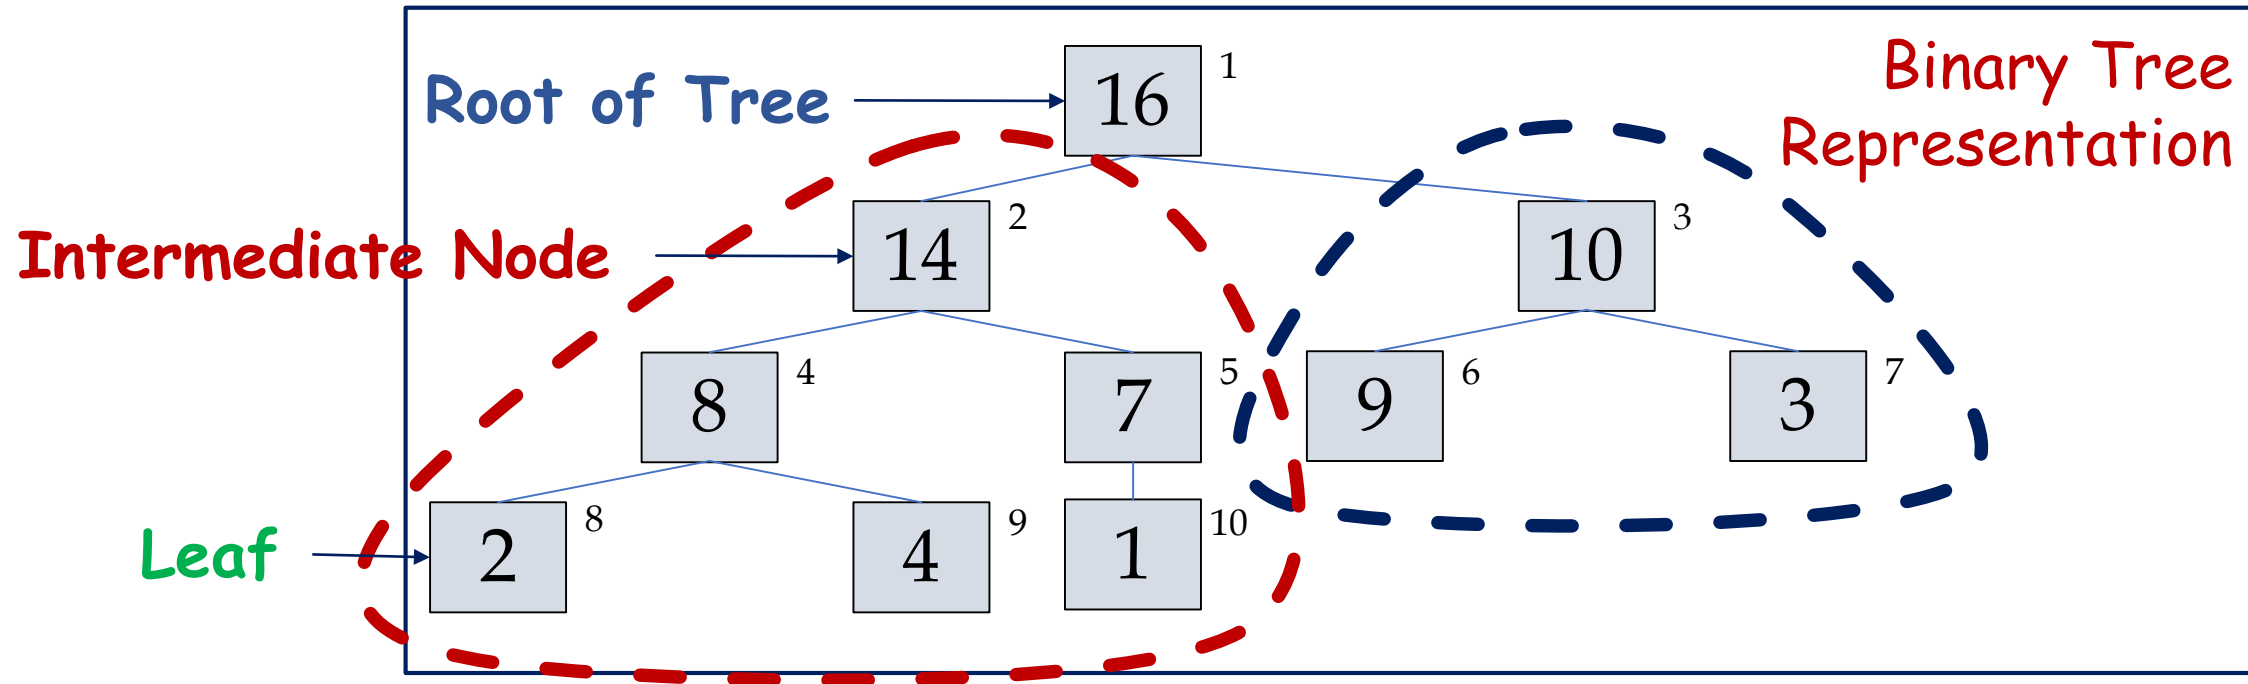 Binary Tree
Representation
Root of Tree
16 1
Intermediate Node
14 2
10 3
8 4
7 5
9 6
3 7
Leaf
2 8
4 9
1 10